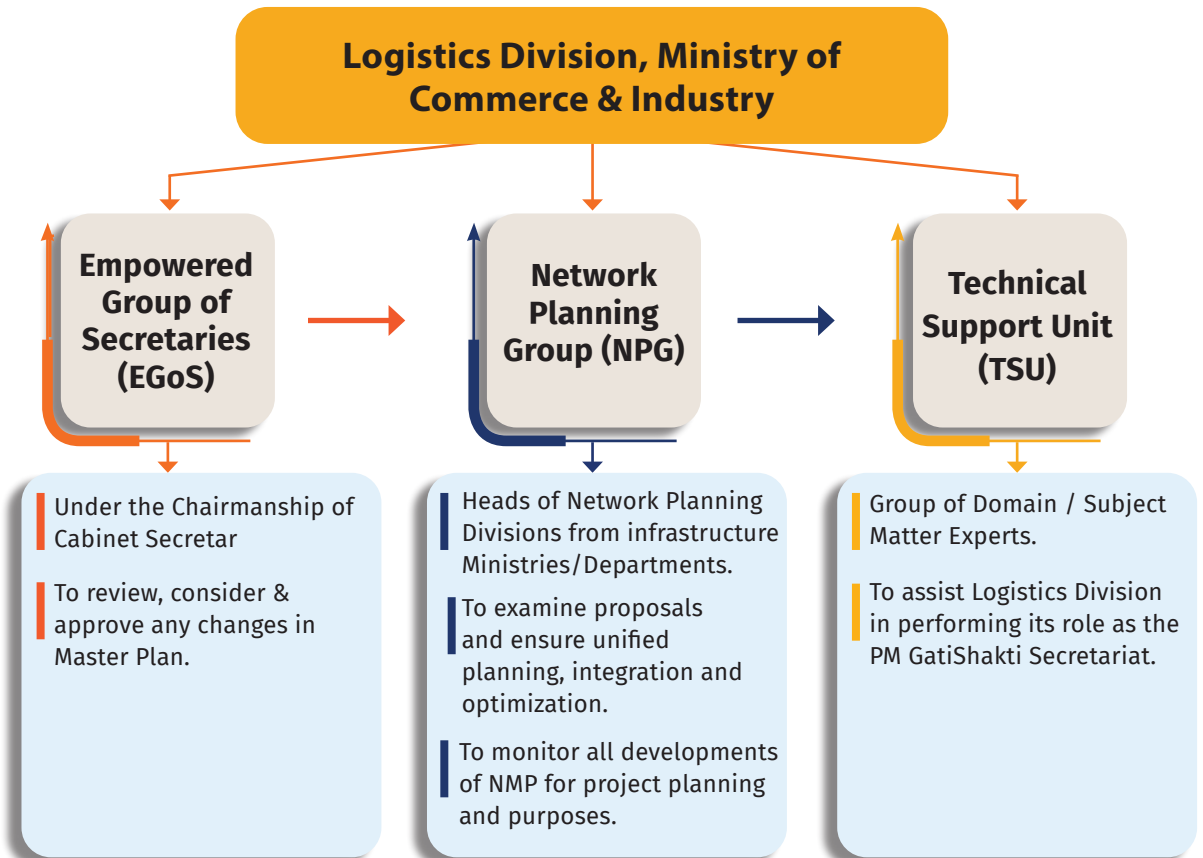 Logistics Division, Ministry of
Commerce & Industry
Empowered
Group of
Secretaries
(EGoS)
Network
Planning
Group (NPG)
Technical
Support Unit
(TSU)
Under the Chairmanship of
Cabinet Secretar
To review, consider &
approve any changes in
Master Plan.
Heads of Network Planning
Divisions from infrastructure
Ministries/Departments.
To examine proposals
and ensure unified
planning, integration and
optimization.
To monitor all developments
of NMP for project planning
and purposes.
Group of Domain / Subject
Matter Experts.
To assist Logistics Division
in performing its role as the
PM GatiShakti Secretariat.